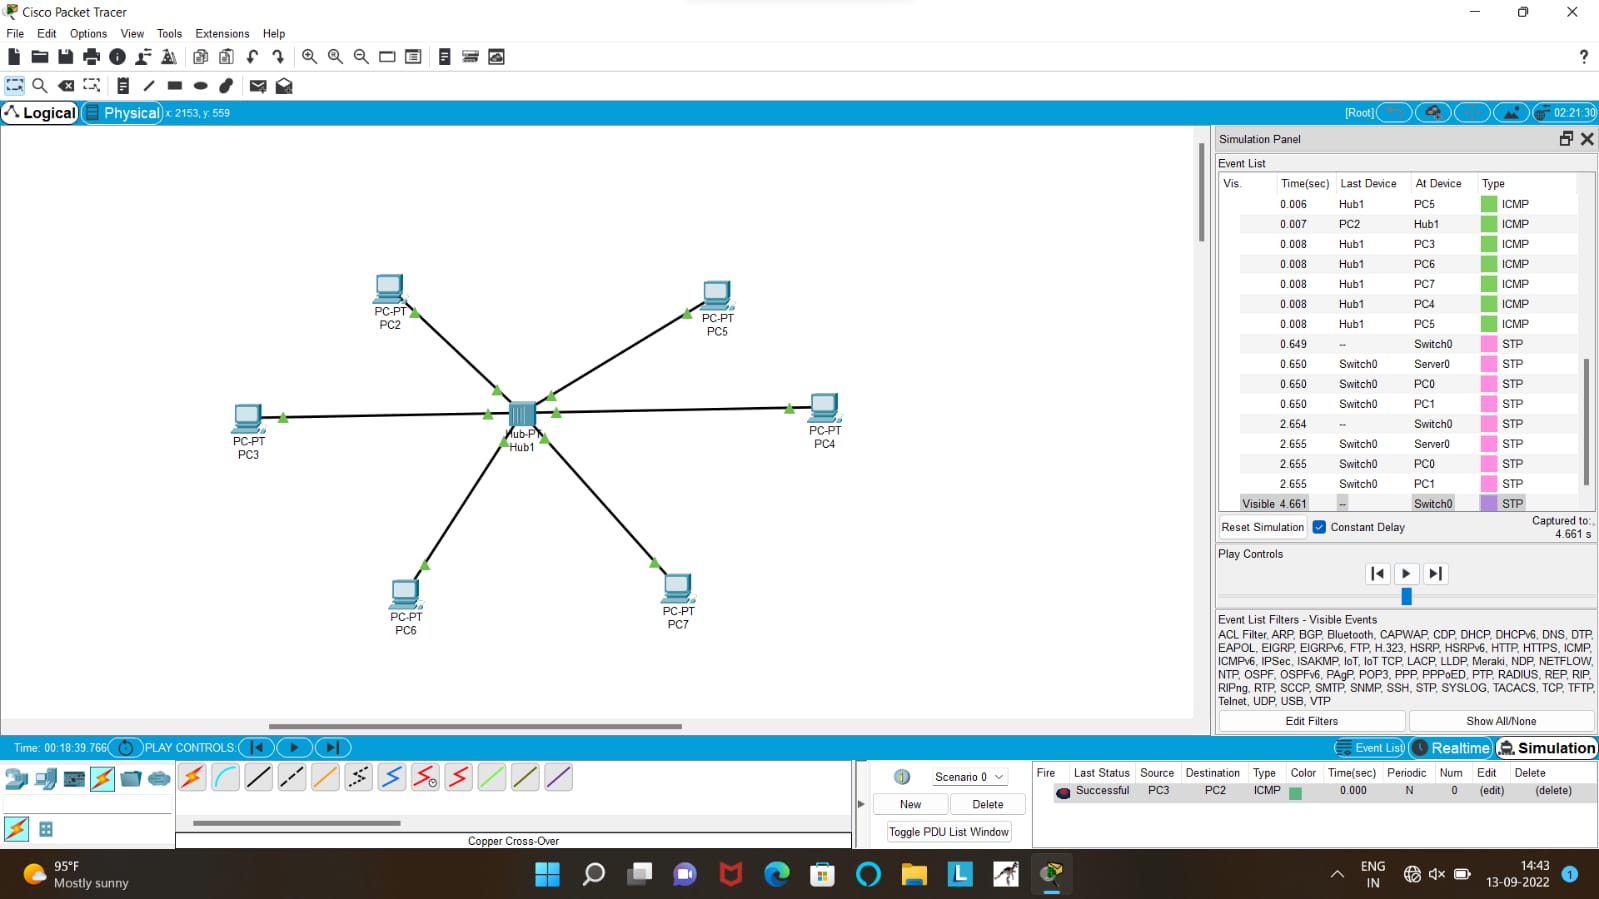 Cisco Packet Tracer
File Edit Options View Tools Extensions Help
?
Logical Physical x: 2153, y: 559 [Root] 02:21:30
Simulation Panel
Event List
Vis. Time(sec) Last Device At Device Type
0.006 Hub1 PC5 ICMP
0.007 PC2 Hub1 ICMP
0.008 Hub1 PC3 ICMP
0.008 Hub1 PC6 ICMP
0.008 Hub1 PC7 ICMP
0.008 Hub1 PC4 ICMP
0.008 Hub1 PC5 ICMP
0.649 -- Switch0 STP
0.650 Switch0 Server0 STP
0.650 Switch0 PC0 STP
0.650 Switch0 PC1 STP
2.654 -- Switch0 STP
2.655 Switch0 Server0 STP
2.655 Switch0 PC0 STP
2.655 Switch0 PC1 STP
Visible 4.661 -- Switch0 STP
Reset Simulation Constant Delay Captured to:
4.661 s
Play Controls
Event List Filters - Visible Events
ACL Filter, ARP, BGP, Bluetooth, CAPWAP, CDP, DHCP, DHCPv6, DNS, DTP,
EAPOL, EIGRP, EIGRPv6, FTP, H.323, HSRP, HSRPv6, HTTP, HTTPS, ICMP,
ICMPv6, IPSec, ISAKMP, IoT, IoT TCP, LACP, LLDP, Meraki, NDP, NETFLOW,
NTP, OSPF, OSPFv6, PAgP, POP3, PPP, PPPoED, PTP, RADIUS, REP, RIP,
RIPng, RTP, SCCP, SMTP, SNMP, SSH, STP, SYSLOG, TACACS, TCP, TFTP,
Telnet, UDP, USB, VTP
Edit Filters Show All/None
PC-PT
PC2
PC-PT
PC5
PC-PT
PC3
Hub-PT
Hub1
PC-PT
PC4
PC-PT
PC6
PC-PT
PC7
Time: 00:18:39.766 PLAY CONTROLS: Event List Realtime Simulation
Copper Cross-Over
1 Scenario 0
New Delete
Toggle PDU List Window
Fire Last Status Source Destination Type Color Time(sec) Periodic Num Edit Delete
Successful PC3 PC2 ICMP 0.000 N 0 (edit) (delete)
95°F
Mostly sunny
L
ENG
IN
14:43
13-09-2022
1